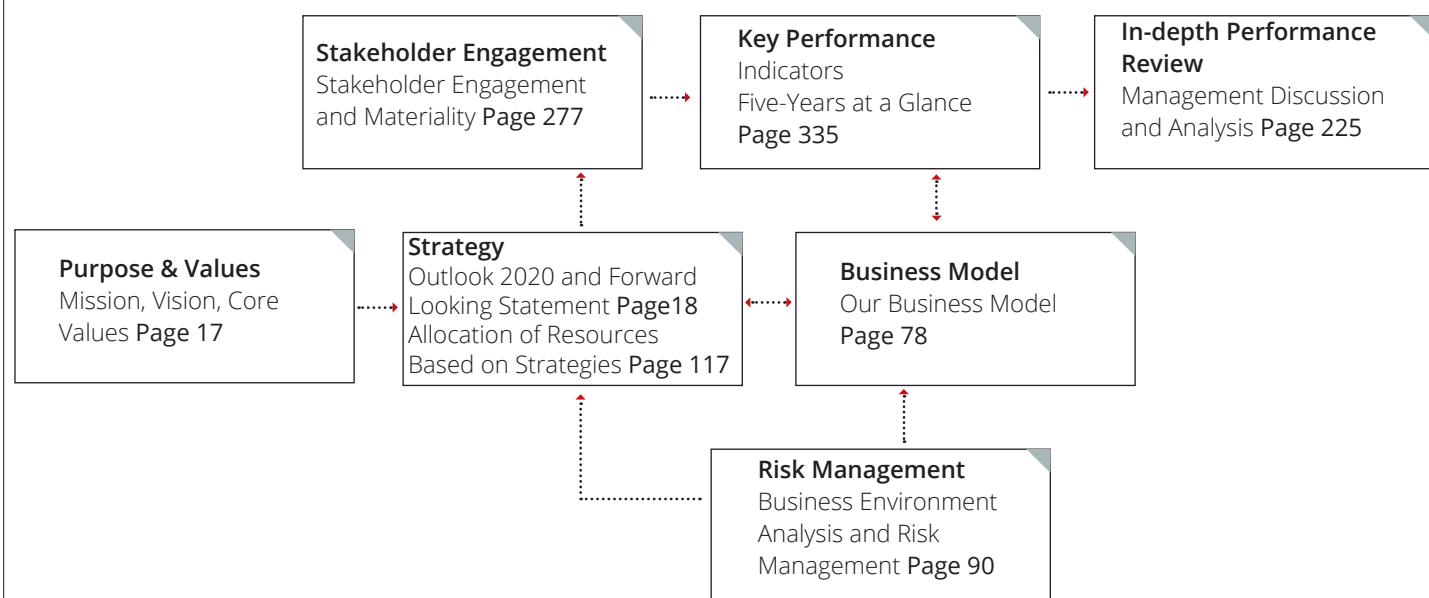 Stakeholder Engagement
Stakeholder Engagement
and Materiality Page 277
Key Performance
Indicators
Five-Years at a Glance
Page 335
In-depth Performance
Review
Management Discussion
and Analysis Page 225
Purpose & Values
Mission, Vision, Core
Values Page 17
Strategy
Outlook 2020 and Forward
Looking Statement Page18
Allocation of Resources
Based on Strategies Page 117
Business Model
Our Business Model
Page 78
Risk Management
Business Environment
Analysis and Risk
Management Page 90